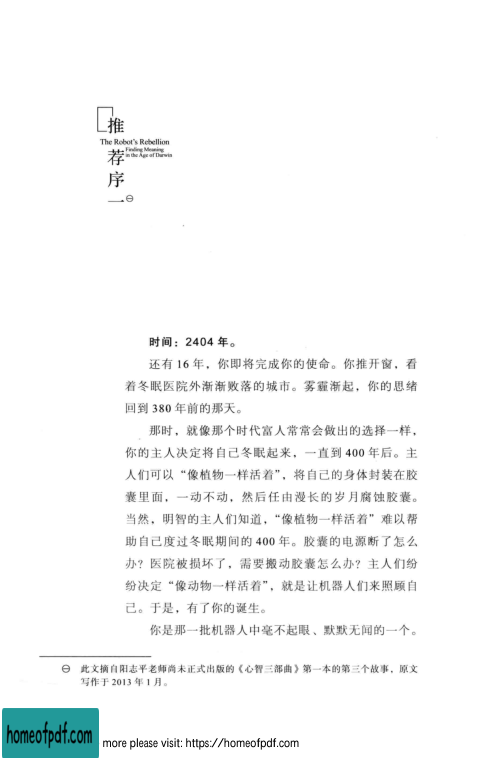 推
The Robot's Rebellion
Finding Meaning
in the Age of Darwin
荐
序
一㊀
时间：2404 年。
还有 16 年，你即将完成你的使命。你推开窗，看
着冬眠医院外渐渐败落的城市。雾霾渐起，你的思绪
回到 380 年前的那天。
那时，就像那个时代富人常常会做出的选择一样，
你的主人决定将自己冬眠起来，一直到 400 年后。主
人们可以“像植物一样活着”，将自己的身体封装在胶
囊里面，一动不动，然后任由漫长的岁月腐蚀胶囊。
当然，明智的主人们知道，“像植物一样活着”难以帮
助自己度过冬眠期间的 400 年。胶囊的电源断了怎么
办？医院被损坏了，需要搬动胶囊怎么办？主人们纷
纷决定“像动物一样活着”，就是让机器人们来照顾自
己。于是，有了你的诞生。
你是那一批机器人中毫不起眼、默默无闻的一个。
㊀ 此文摘自阳志平老师尚未正式出版的《心智三部曲》第一本的第三个故事，原文
写作于 2013 年 1 月。
homeofpdf.com
more please visit: https://homeofpdf.com